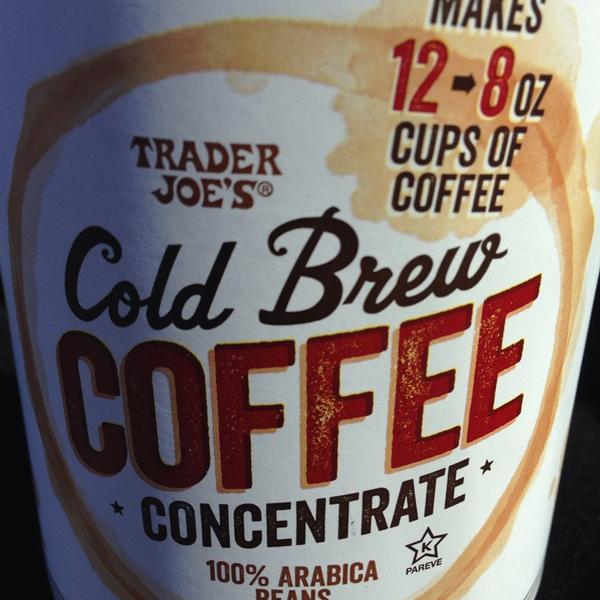 MAKES
12 ➡ 8 OZ
CUPS OF
COFFEE
TRADER
JOE'S®
Cold Brew
COFFEE
★ CONCENTRATE ★
K
PAREVE
100% ARABICA
BEANS